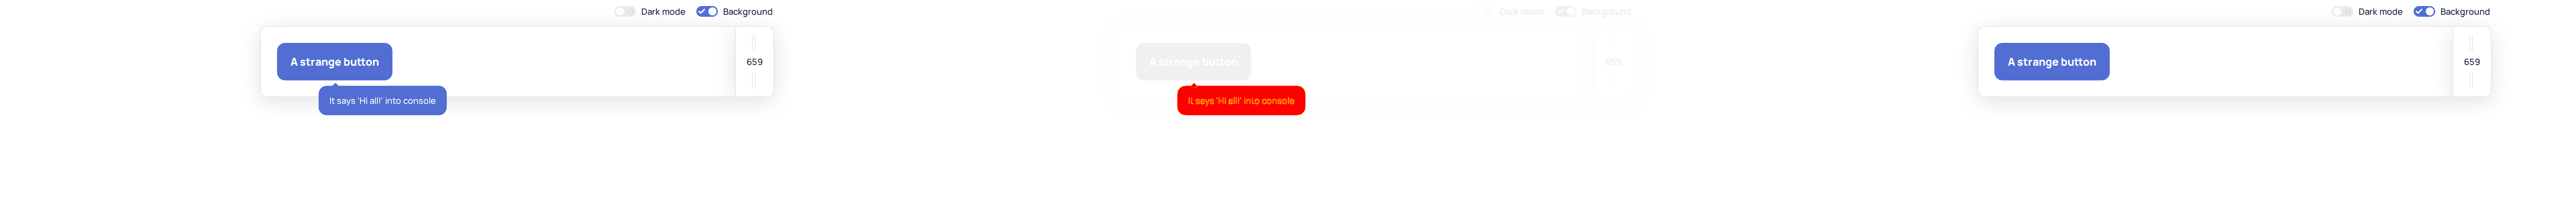 Dark mode Background
A strange button
659
It says 'Hi all!' into console
Dark mode Background
A strange button
659
It says 'Hi all!' into console
Dark mode Background
A strange button
659